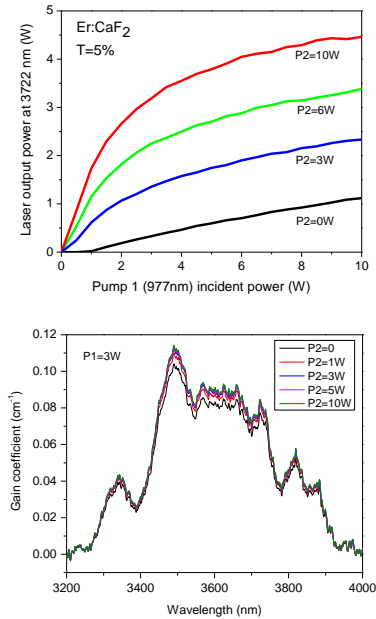 Er:CaF2
T=5%
P2=10W
P2=6W
P2=3W
P2=0W
Laser output power at 3722 nm (W)
5
4
3
2
1
0
0 2 4 6 8 10
Pump 1 (977nm) incident power (W)
P1=3W
P2=0
P2=1W
P2=3W
P2=5W
P2=10W
Gain coefficient (cm-1)
0.12
0.10
0.08
0.06
0.04
0.02
0.00
3200 3400 3600 3800 4000
Wavelength (nm)